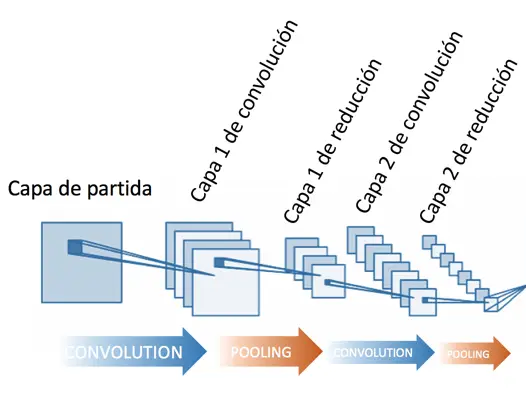 Capa de partida
Capa 1 de convolución
Capa 1 de reducción
Capa 2 de convolución
Capa 2 de reducción
CONVOLUTION
POOLING
CONVOLUTION
POOLING